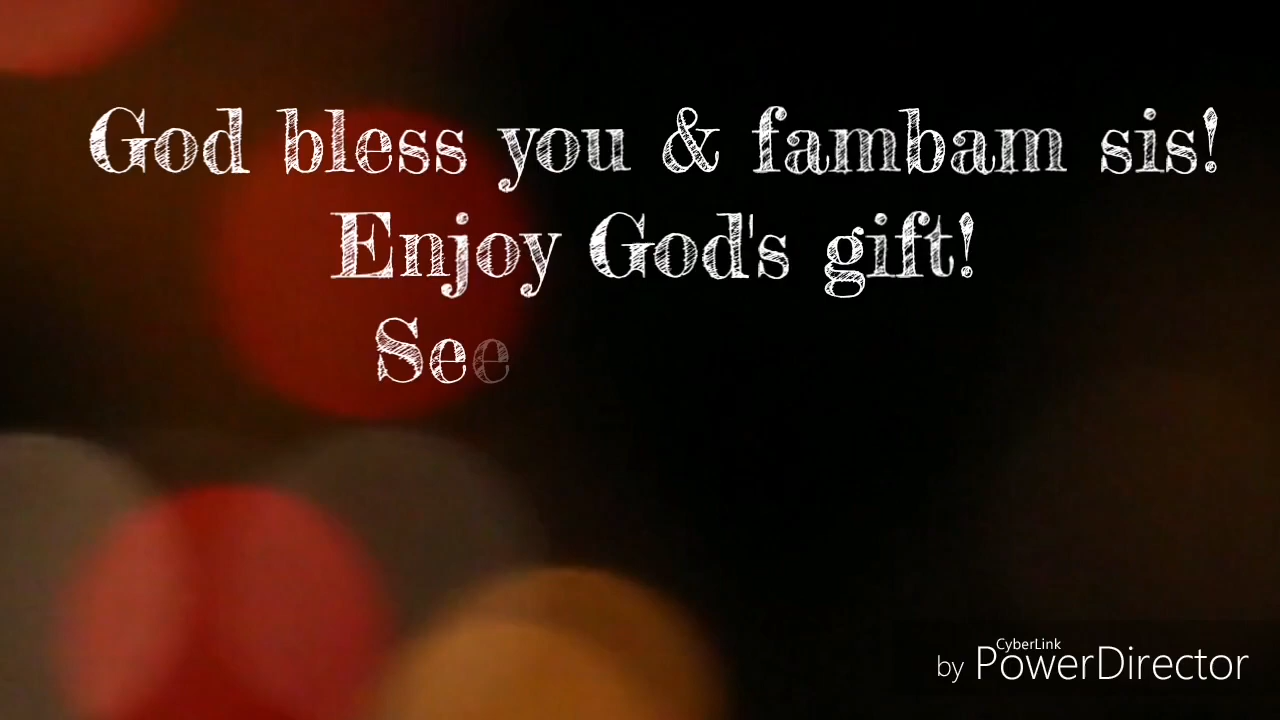 God bless you & fambam sis!
Enjoy God's gift!
See
CyberLink
by PowerDirector